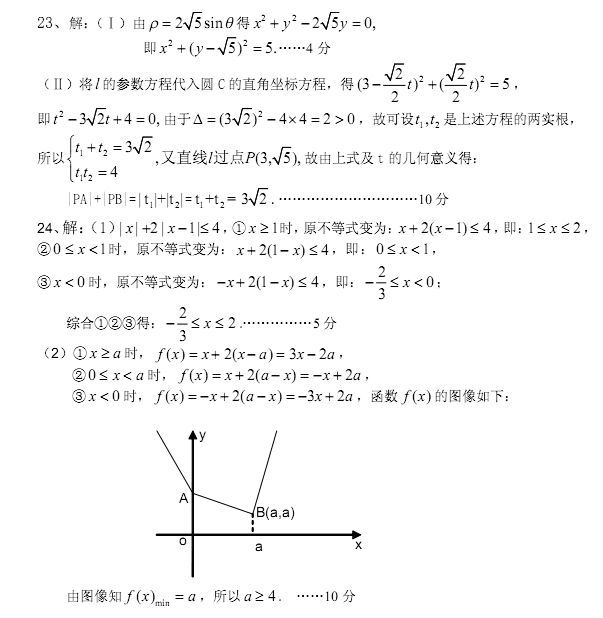 23、解：（Ⅰ）由 ρ = 2√5 sin θ 得 x² + y² − 2√5y = 0,
即 x² + (y − √5)² = 5.……4 分
（Ⅱ）将 l 的参数方程代入圆 C 的直角坐标方程，得 (3 − (√2/2)t)² + ((√2/2)t)² = 5，
即 t² − 3√2t + 4 = 0, 由于 Δ = (3√2)² − 4×4 = 2 > 0，故可设 t₁,t₂ 是上述方程的两实根，
所以 { t₁ + t₂ = 3√2
t₁t₂ = 4 ,又直线 l 过点 P(3,√5), 故由上式及 t 的几何意义得：
|PA|+|PB|=|t₁|+|t₂|=t₁+t₂= 3√2．……………………………10 分
24、解：（1）| x | +2 | x −1|≤ 4，① x ≥ 1时，原不等式变为：x + 2(x −1) ≤ 4，即：1 ≤ x ≤ 2，
②0 ≤ x <1时，原不等式变为：x + 2(1− x) ≤ 4，即：0 ≤ x < 1，
③ x < 0 时，原不等式变为：−x + 2(1− x) ≤ 4，即：−2/3 ≤ x < 0；
综合①②③得：−2/3 ≤ x ≤ 2 .……………5 分
（2）① x ≥ a 时，f(x) = x + 2(x − a) = 3x − 2a，
②0 ≤ x < a 时，f(x) = x + 2(a − x) = −x + 2a，
③ x < 0 时，f(x) = −x + 2(a − x) = −3x + 2a，函数 f(x) 的图像如下：
y
A
B(a,a)
o
a
x
由图像知 f(x)min = a，所以 a ≥ 4．……10 分